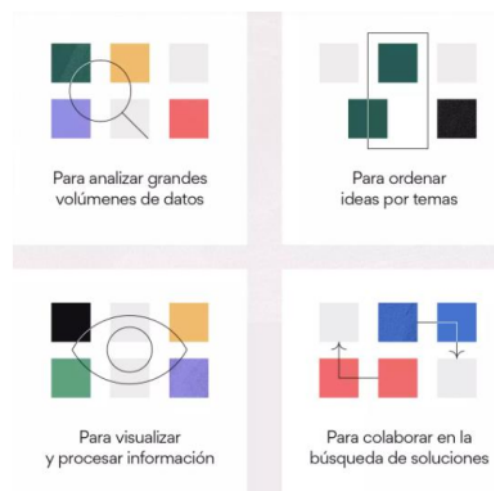 Para analizar grandes
volúmenes de datos
Para ordenar
ideas por temas
Para visualizar
y procesar información
Para colaborar en la
búsqueda de soluciones